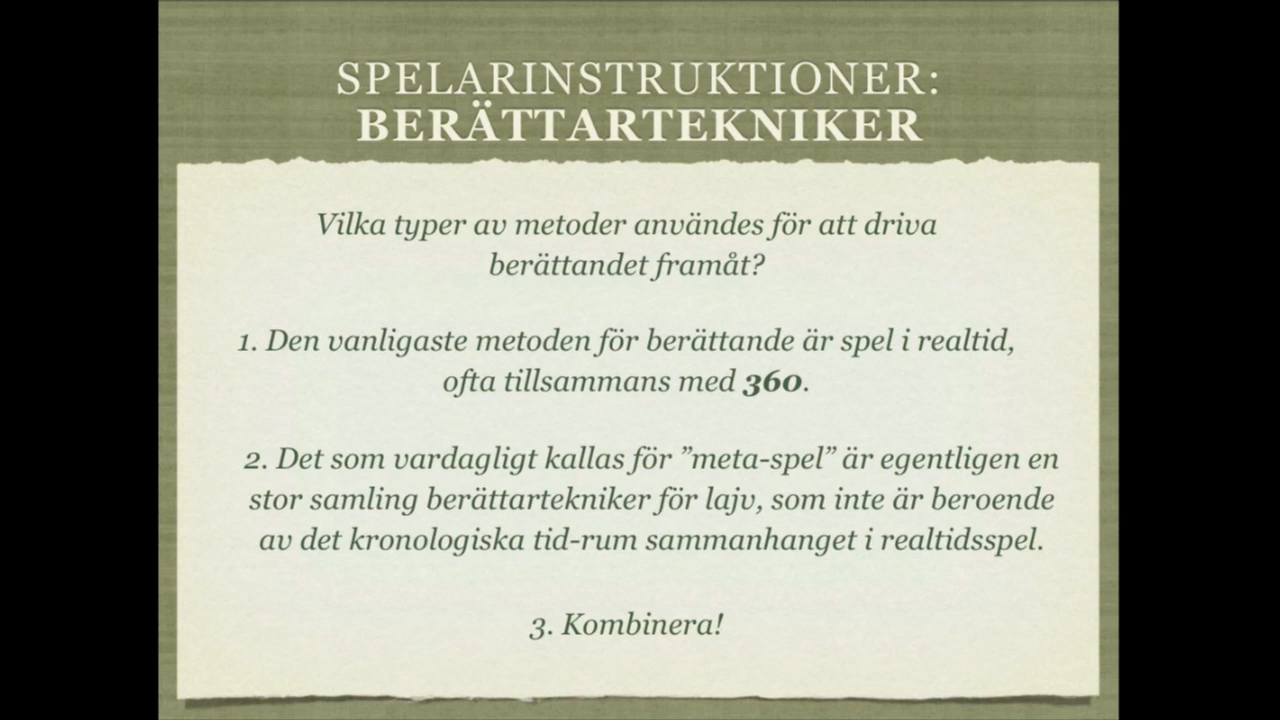 SPELARINSTRUKTIONER:
BERÄTTARTEKNIKER
Vilka typer av metoder användes för att driva
berättandet framåt?
1. Den vanligaste metoden för berättande är spel i realtid,
ofta tillsammans med 360.
2. Det som vardagligt kallas för ”meta-spel” är egentligen en
stor samling berättartekniker för lajv, som inte är beroende
av det kronologiska tid-rum sammanhanget i realtidsspel.
3. Kombinera!